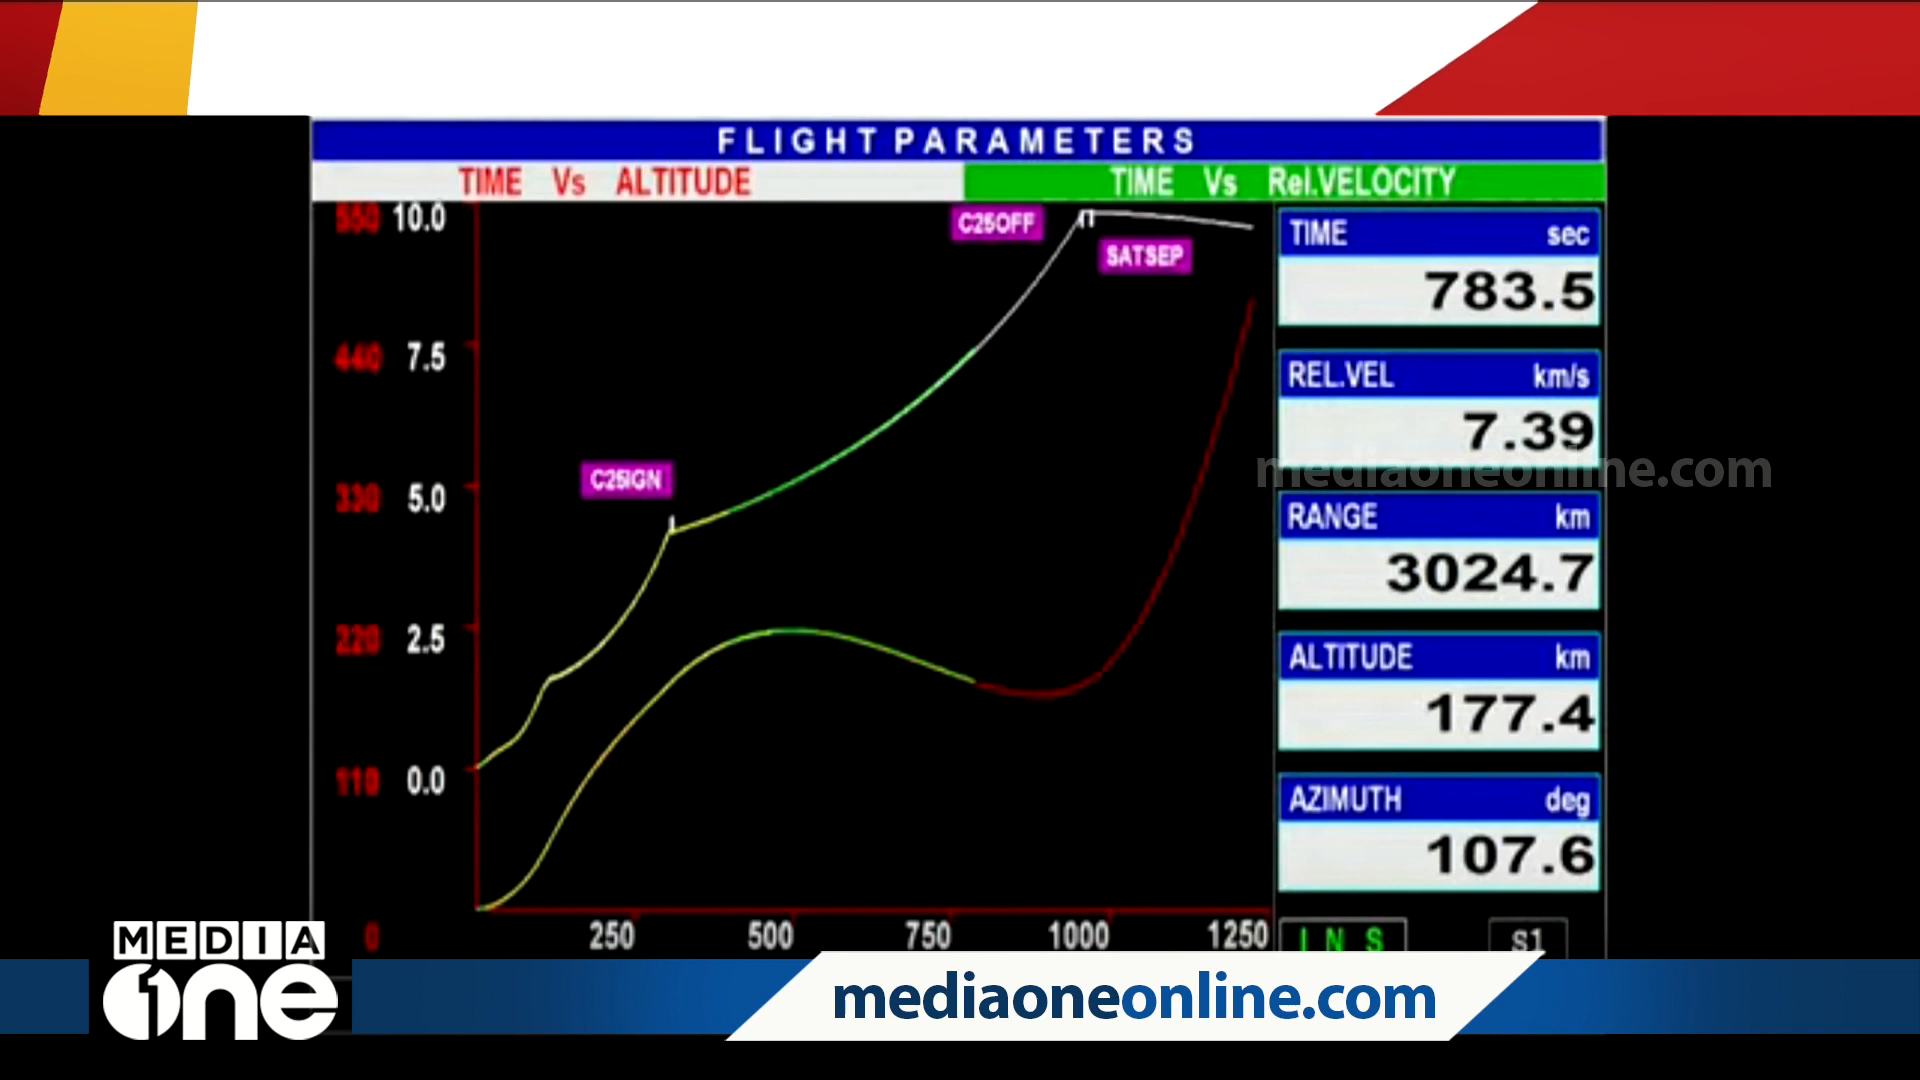 FLIGHT PARAMETERS
TIME Vs ALTITUDE TIME Vs Rel.VELOCITY
550 10.0
C25OFF
SATSEP
440 7.5
C25IGN
330 5.0
220 2.5
110 0.0
0
250 500 750 1000 1250
TIME sec
783.5
REL.VEL km/s
7.39
mediaoneonline.com
RANGE km
3024.7
ALTITUDE km
177.4
AZIMUTH deg
107.6
I N S S1
MEDIA
one
mediaoneonline.com